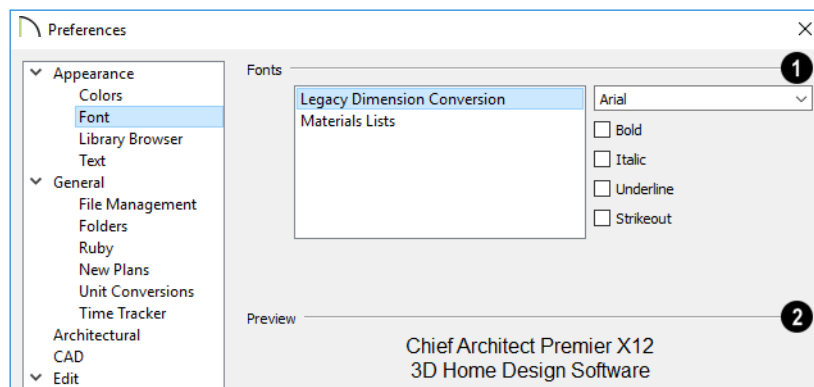 Preferences
Appearance
Colors
Font
Library Browser
Text
General
File Management
Folders
Ruby
New Plans
Unit Conversions
Time Tracker
Architectural
CAD
Edit
Fonts
1
Legacy Dimension Conversion
Materials Lists
Arial
Bold
Italic
Underline
Strikeout
Preview
2
Chief Architect Premier X12
3D Home Design Software